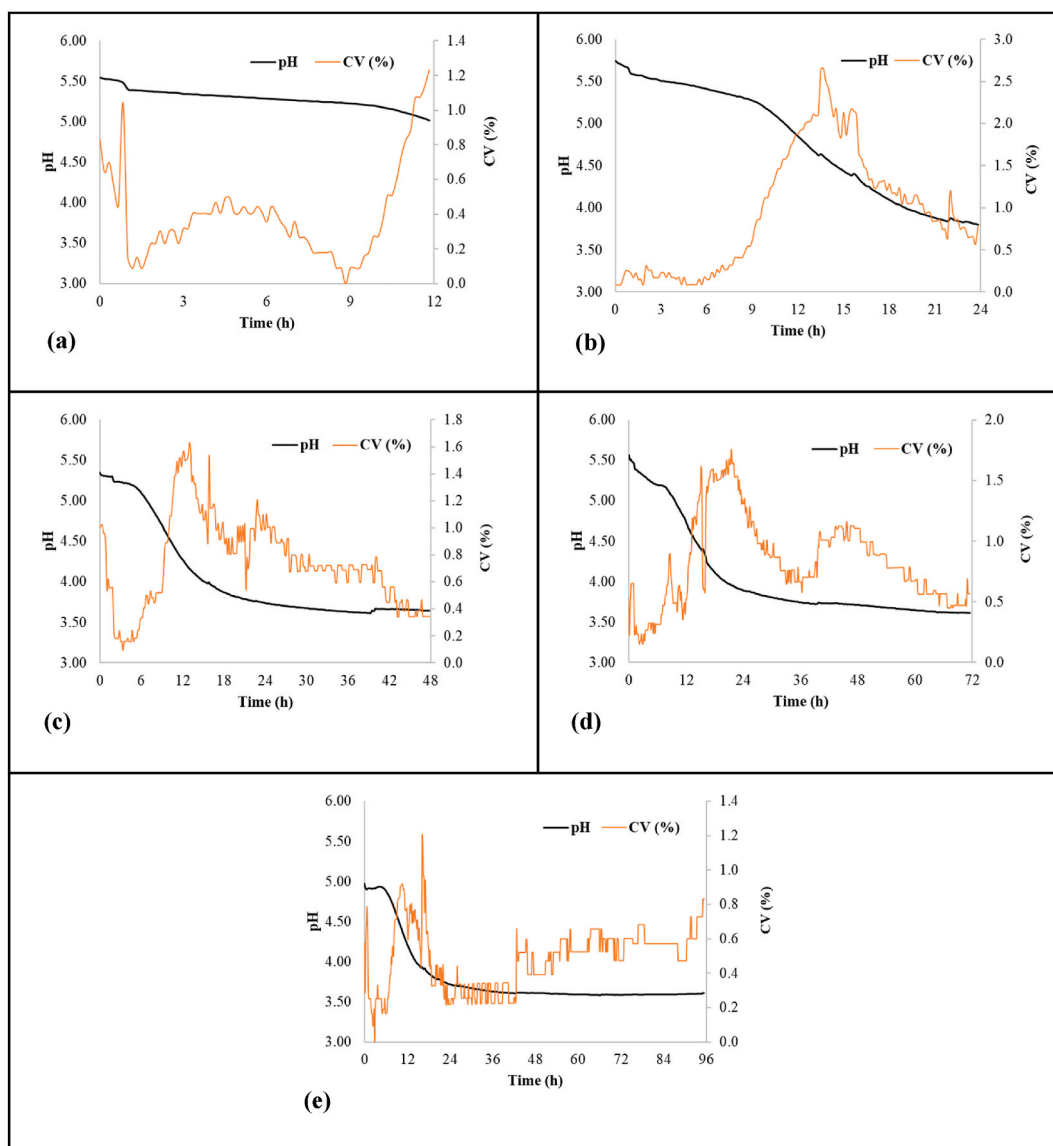 6.00 1.4
pH CV (%)
5.50 1.2
5.00 1.0
4.50 0.8
pH CV (%)
4.00 0.6
0.4
3.50 0.2
3.00 0.0
0 3 6 9 12
Time (h)
(a)
6.00 3.0
pH CV (%)
5.50 2.5
5.00 2.0
4.50 1.5
pH CV (%)
4.00 1.0
3.50 0.5
3.00 0.0
0 3 6 9 12 15 18 21 24
Time (h)
(b)
6.00 1.8
pH CV (%)
1.6
5.50 1.4
5.00 1.2
4.50 1.0
pH CV (%)
0.8
4.00 0.6
3.50 0.4
0.2
3.00 0.0
0 6 12 18 24 30 36 42 48
Time (h)
(c)
6.00 2.0
pH CV (%)
5.50 1.5
5.00
4.50 1.0
pH CV (%)
4.00 0.5
3.50
3.00 0.0
0 12 24 36 48 60 72
Time (h)
(d)
6.00 1.4
pH CV (%)
5.50 1.2
5.00 1.0
4.50 0.8
pH CV (%)
4.00 0.6
0.4
3.50 0.2
3.00 0.0
0 12 24 36 48 60 72 84 96
Time (h)
(e)